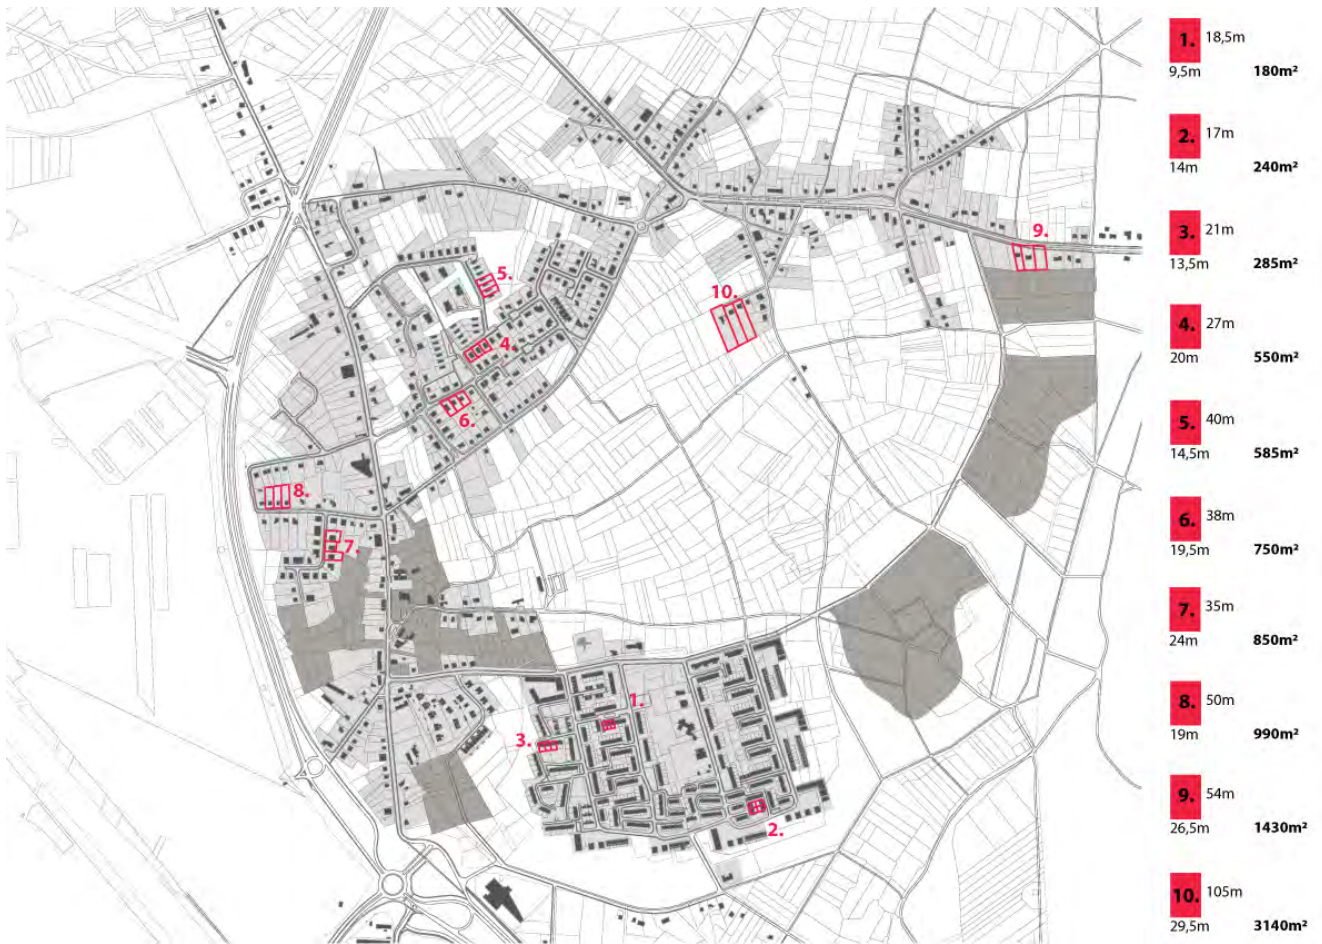 1. 18,5m
9,5m 180m²
2. 17m
14m 240m²
3. 21m
13,5m 285m²
4. 27m
20m 550m²
5. 40m
14,5m 585m²
6. 38m
19,5m 750m²
7. 35m
24m 850m²
8. 50m
19m 990m²
9. 54m
26,5m 1430m²
10. 105m
29,5m 3140m²
9.
5.
10.
4.
6.
8.
7.
1.
3.
2.